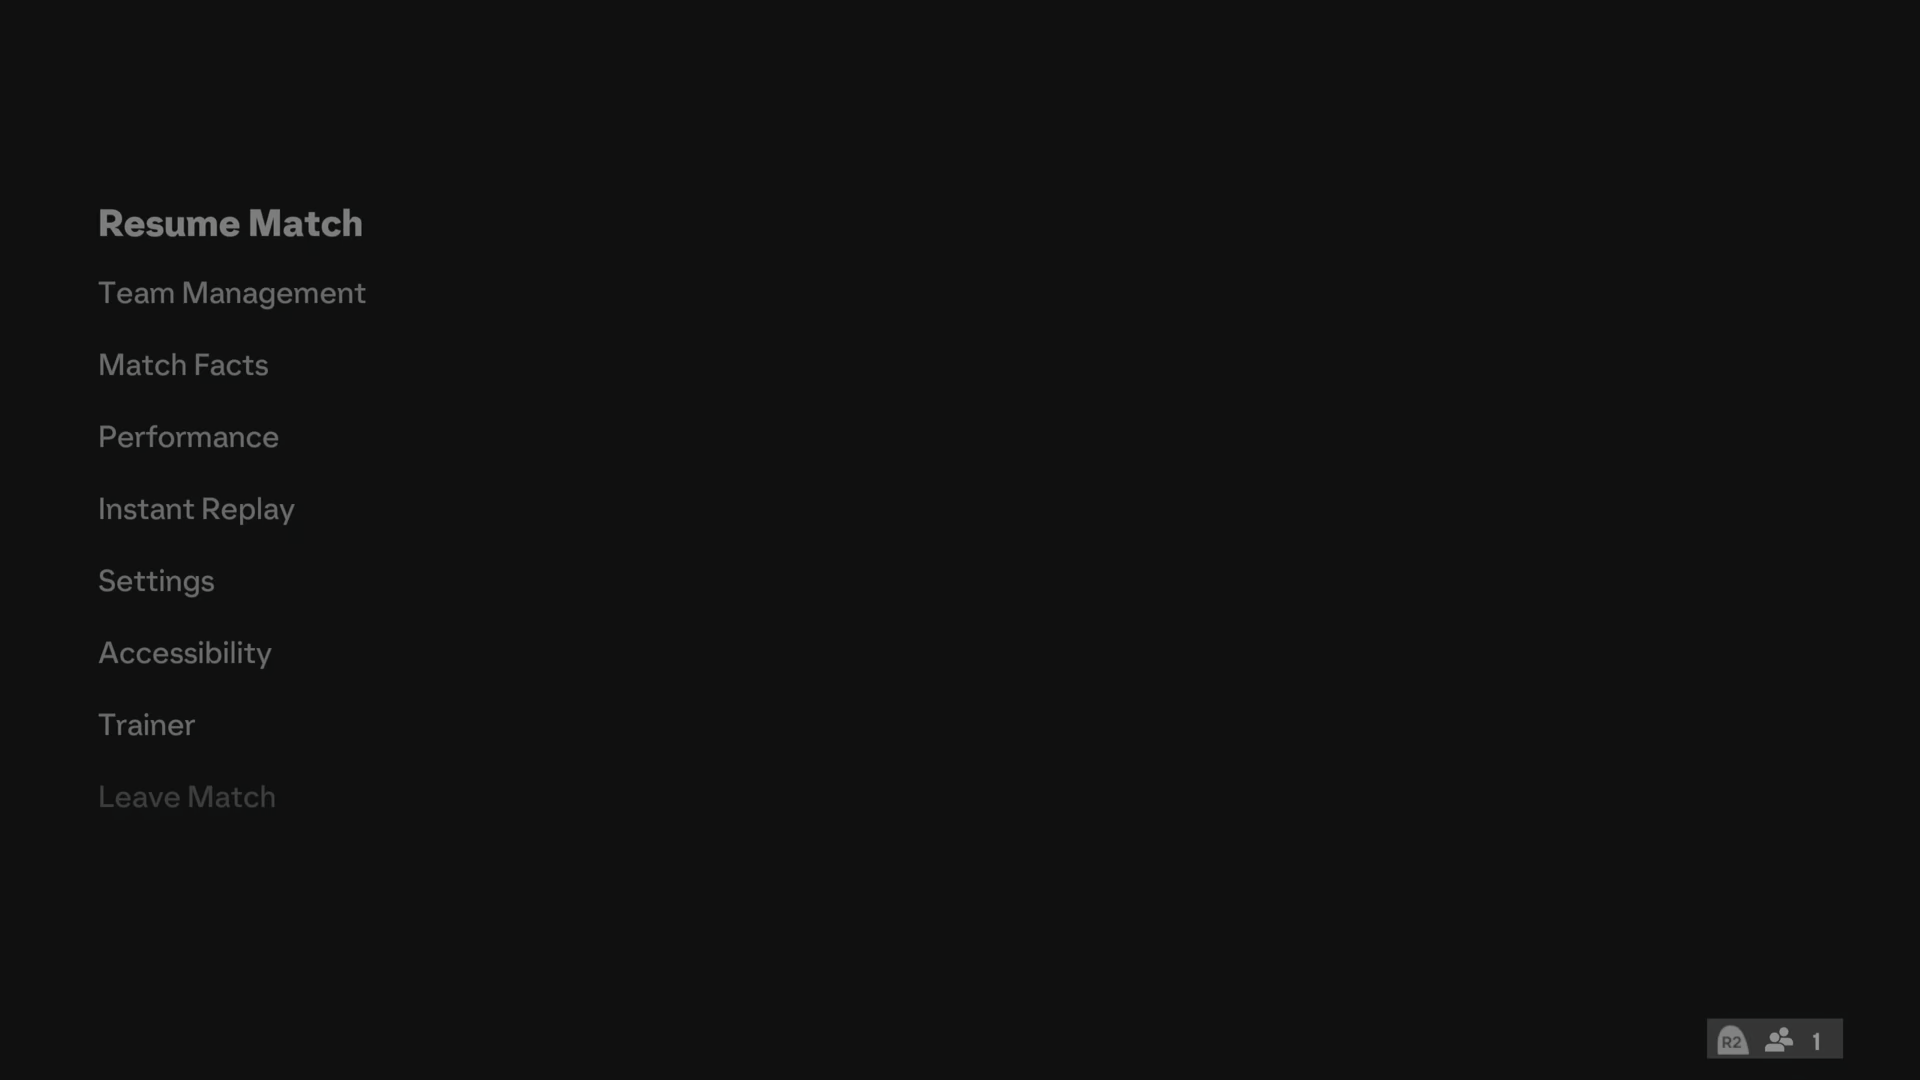 Resume Match
Team Management
Match Facts
Performance
Instant Replay
Settings
Accessibility
Trainer
Leave Match
R2 1